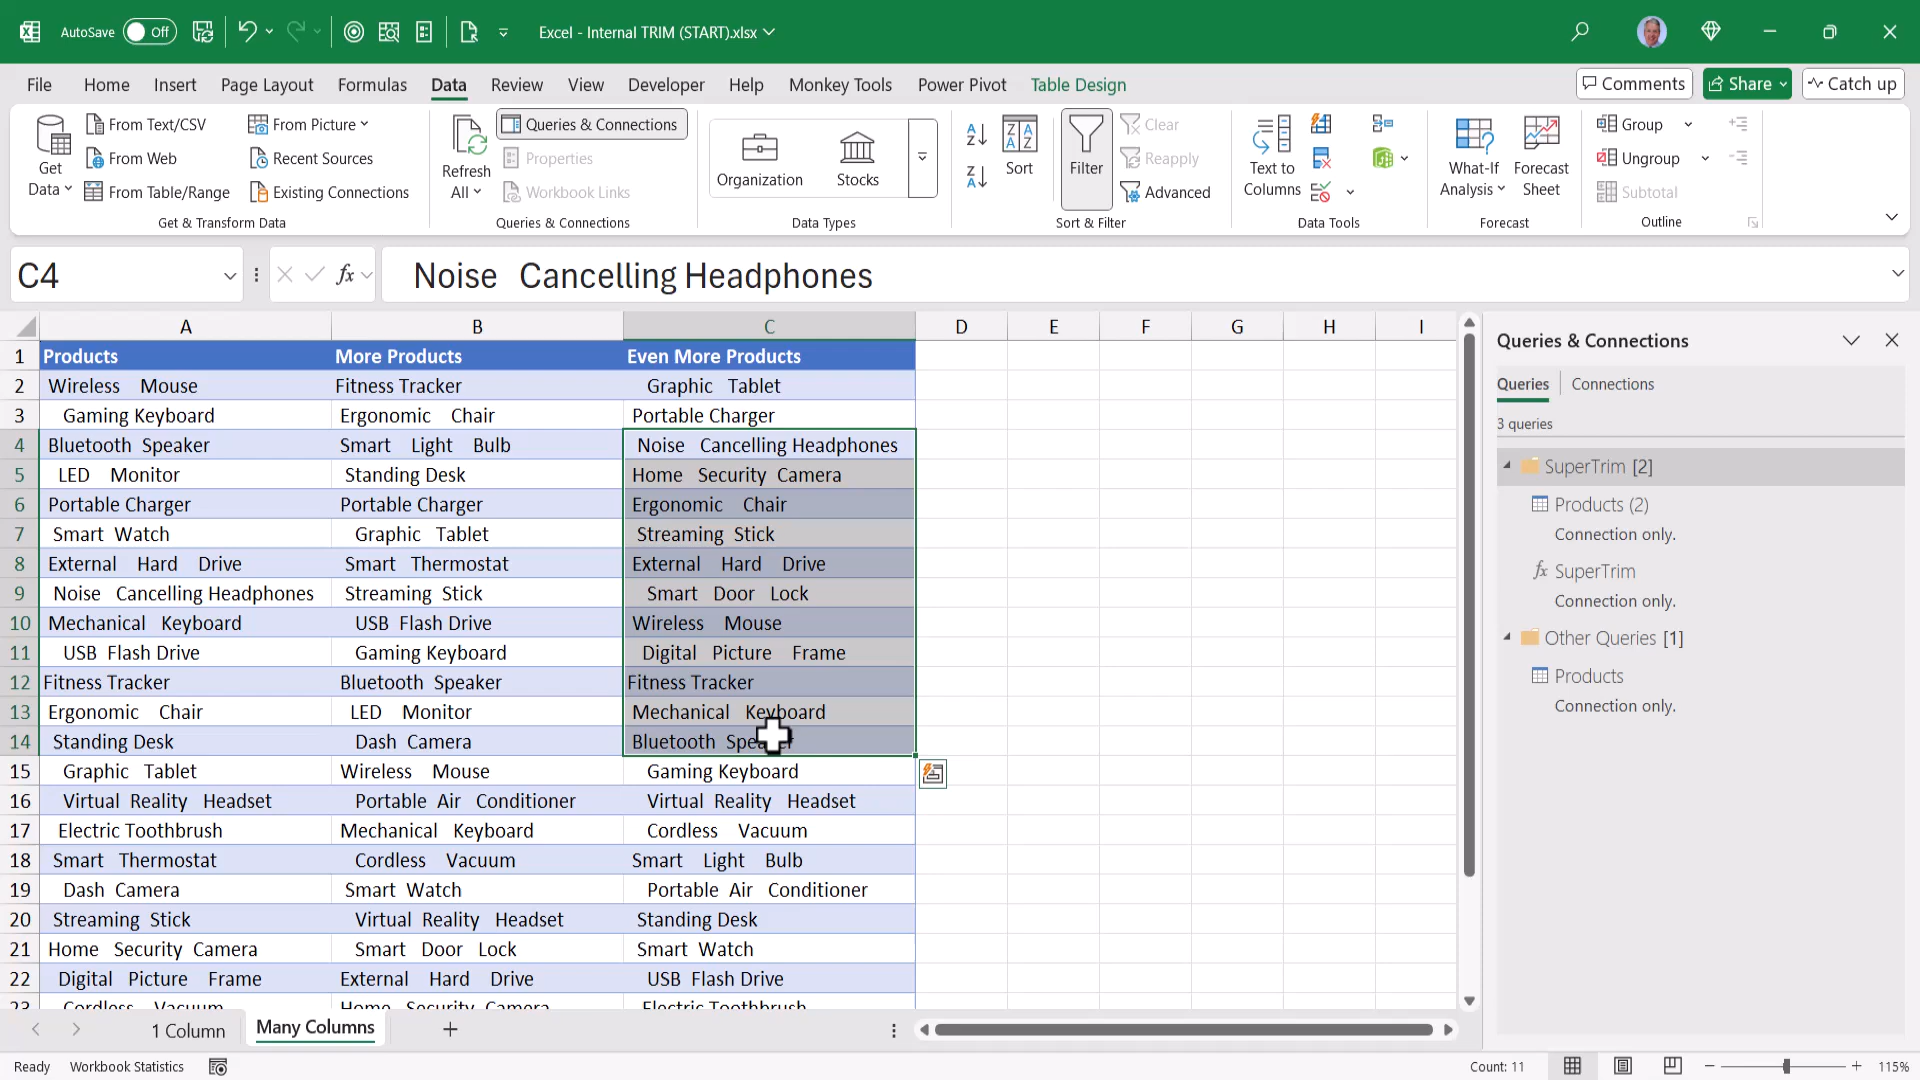 AutoSave Off Excel - Internal TRIM (START).xlsx
File Home Insert Page Layout Formulas Data Review View Developer Help Monkey Tools Power Pivot Table Design Comments Share Catch up
Get Data
From Text/CSV
From Web
From Table/Range
From Picture
Recent Sources
Existing Connections
Get & Transform Data
Refresh All
Queries & Connections
Properties
Workbook Links
Queries & Connections
Organization Stocks
Data Types
Sort
Filter
Clear
Reapply
Advanced
Sort & Filter
Text to Columns
Data Tools
What-If Analysis
Forecast Sheet
Forecast
Group
Ungroup
Subtotal
Outline
C4 fx Noise   Cancelling Headphones
A B C D E F G H I
1 Products More Products Even More Products
2 Wireless    Mouse Fitness Tracker Graphic   Tablet
3 Gaming Keyboard Ergonomic    Chair Portable Charger
4 Bluetooth  Speaker Smart    Light    Bulb Noise   Cancelling Headphones
5 LED    Monitor Standing Desk Home   Security  Camera
6 Portable Charger Portable Charger Ergonomic    Chair
7 Smart  Watch Graphic   Tablet Streaming  Stick
8 External    Hard    Drive Smart   Thermostat External    Hard    Drive
9 Noise   Cancelling Headphones Streaming  Stick Smart   Door   Lock
10 Mechanical   Keyboard USB  Flash Drive Wireless    Mouse
11 USB  Flash Drive Gaming Keyboard Digital   Picture    Frame
12 Fitness Tracker Bluetooth  Speaker Fitness Tracker
13 Ergonomic    Chair LED    Monitor Mechanical   Keyboard
14 Standing Desk Dash  Camera Bluetooth  Speaker
15 Graphic   Tablet Wireless    Mouse Gaming Keyboard
16 Virtual  Reality   Headset Portable  Air   Conditioner Virtual  Reality   Headset
17 Electric Toothbrush Mechanical   Keyboard Cordless    Vacuum
18 Smart   Thermostat Cordless    Vacuum Smart    Light    Bulb
19 Dash  Camera Smart  Watch Portable  Air   Conditioner
20 Streaming  Stick Virtual  Reality   Headset Standing Desk
21 Home   Security  Camera Smart   Door   Lock Smart  Watch
22 Digital   Picture    Frame External    Hard    Drive USB  Flash Drive
23 Cordless    Vacuum Home   Security  Camera Electric Toothbrush
Queries & Connections
Queries Connections
3 queries
SuperTrim [2]
Products (2)
Connection only.
fx SuperTrim
Connection only.
Other Queries [1]
Products
Connection only.
1 Column Many Columns
Ready Workbook Statistics Count: 11 115%